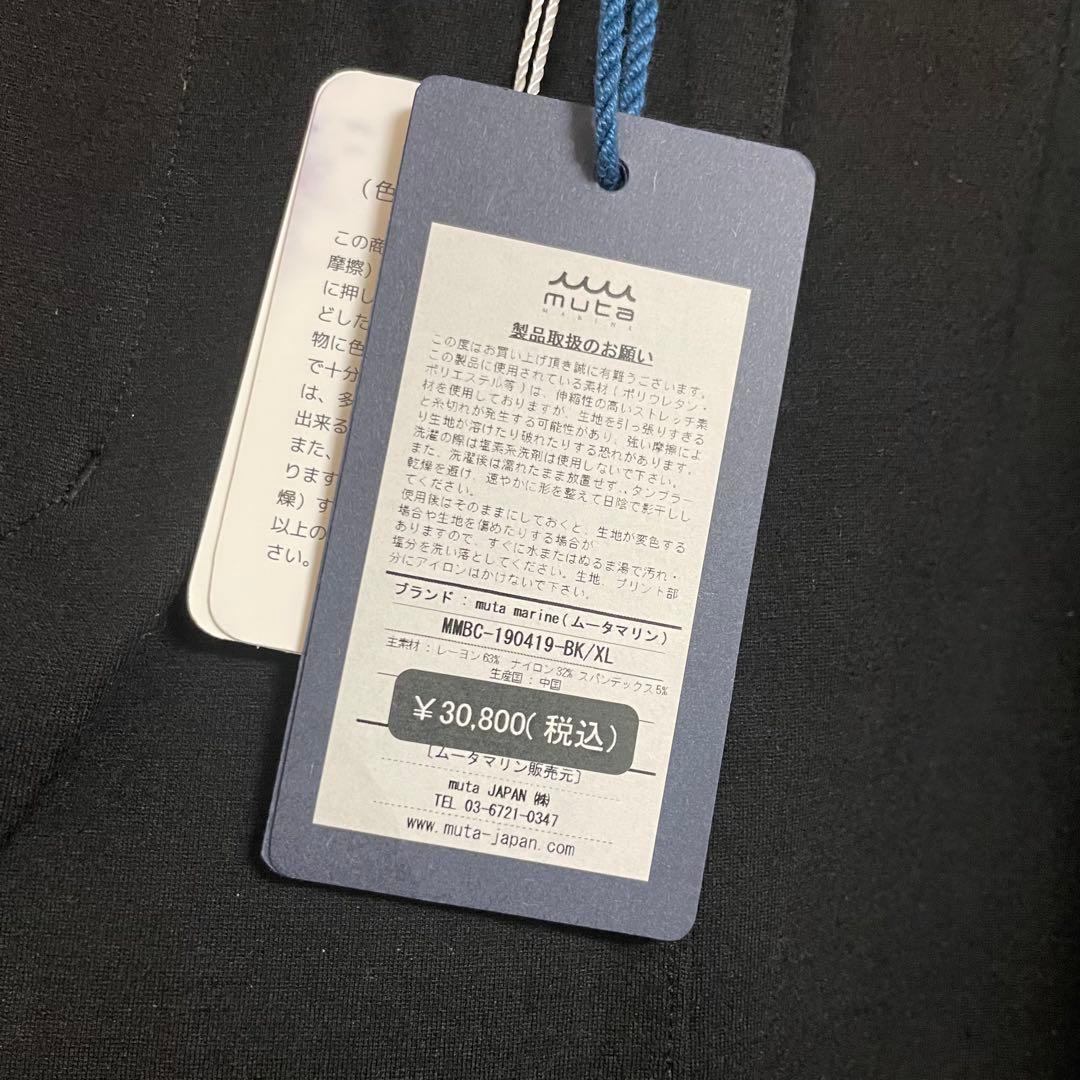 (色
この商
摩擦)
に押し
どした
物に色
で十分
は、多
出来る
また、
ります
燥)す
以上の
さい。
muta
MARINE
製品取扱のお願い
この度はお買い上げ頂き誠に有難うございます。
この製品に使用されている素材(ポリウレタン・
ポリエステル等)は、伸縮性の高いストレッチ素
材を使用しておりますが、生地を引っ張りすぎる
と糸切れが発生する可能性があり、強い摩擦によ
り生地が溶けたり破れたりする恐れがあります。
洗濯の際は塩素系洗剤は使用しないで下さい。
また、洗濯後は濡れたまま放置せず、、タンブラー
乾燥を避け、速やかに形を整えて日陰で影干しし
てください。
使用後はそのままにしておくと、生地が変色する
場合や生地を傷めたりする場合が
ありますので、すぐに水またはぬるま湯で汚れ・
塩分を洗い落としてください。生地、プリント部
分にアイロンはかけないで下さい。
ブランド : muta marine(ムータマリン)
MMBC-190419-BK/XL
主素材 : レーヨン63% ナイロン32% スパンテックス5%
生産国 : 中国
￥30,800(税込)
[ムータマリン販売元]
muta JAPAN ㈱
TEL 03-6721-0347
www.muta-japan.com